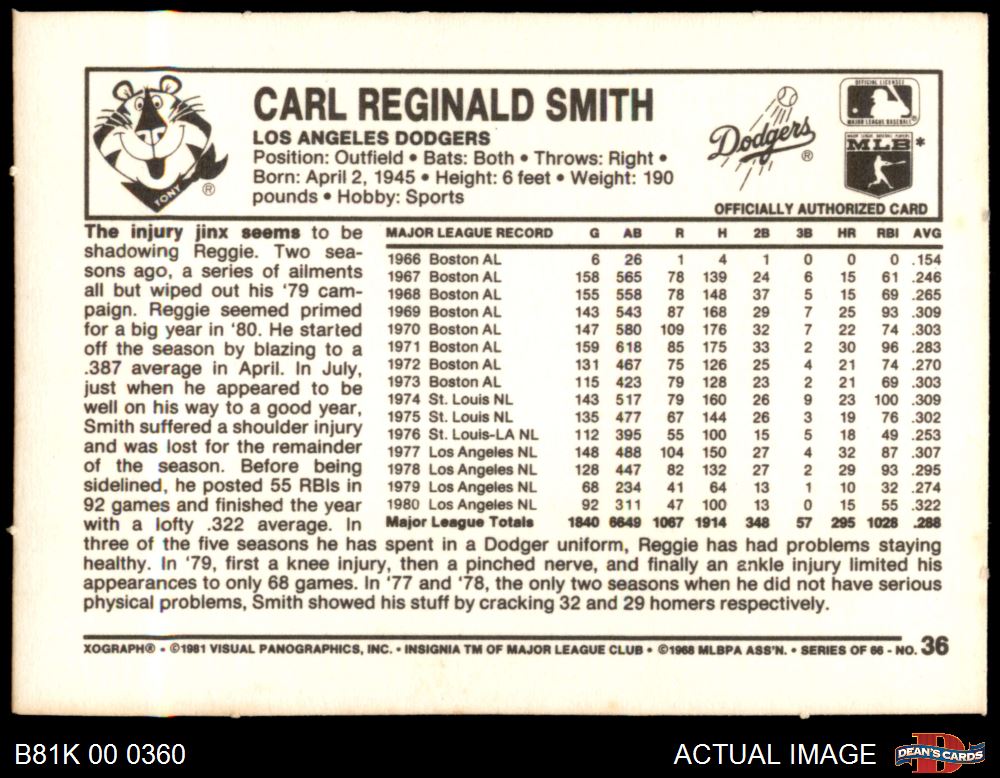 TONY ®
CARL REGINALD SMITH
LOS ANGELES DODGERS
Position: Outfield • Bats: Both • Throws: Right •
Born: April 2, 1945 • Height: 6 feet • Weight: 190
pounds • Hobby: Sports
Dodgers ®
OFFICIAL LICENSEE
MAJOR LEAGUE BASEBALL®
MAJOR LEAGUE BASEBALL PLAYERS
MLB*
OFFICIALLY AUTHORIZED CARD
The injury jinx seems to be
shadowing Reggie. Two sea-
sons ago, a series of ailments
all but wiped out his '79 cam-
paign. Reggie seemed primed
for a big year in '80. He started
off the season by blazing to a
.387 average in April. In July,
just when he appeared to be
well on his way to a good year,
Smith suffered a shoulder injury
and was lost for the remainder
of the season. Before being
sidelined, he posted 55 RBIs in
92 games and finished the year
with a lofty .322 average. In
three of the five seasons he has spent in a Dodger uniform, Reggie has had problems staying
healthy. In '79, first a knee injury, then a pinched nerve, and finally an ankle injury limited his
appearances to only 68 games. In '77 and '78, the only two seasons when he did not have serious
physical problems, Smith showed his stuff by cracking 32 and 29 homers respectively.
MAJOR LEAGUE RECORD G AB R H 2B 3B HR RBI AVG
1966 Boston AL 6 26 1 4 1 0 0 0 .154
1967 Boston AL 158 565 78 139 24 6 15 61 .246
1968 Boston AL 155 558 78 148 37 5 15 69 .265
1969 Boston AL 143 543 87 168 29 7 25 93 .309
1970 Boston AL 147 580 109 176 32 7 22 74 .303
1971 Boston AL 159 618 85 175 33 2 30 96 .283
1972 Boston AL 131 467 75 126 25 4 21 74 .270
1973 Boston AL 115 423 79 128 23 2 21 69 .303
1974 St. Louis NL 143 517 79 160 26 9 23 100 .309
1975 St. Louis NL 135 477 67 144 26 3 19 76 .302
1976 St. Louis-LA NL 112 395 55 100 15 5 18 49 .253
1977 Los Angeles NL 148 488 104 150 27 4 32 87 .307
1978 Los Angeles NL 128 447 82 132 27 2 29 93 .295
1979 Los Angeles NL 68 234 41 64 13 1 10 32 .274
1980 Los Angeles NL 92 311 47 100 13 0 15 55 .322
Major League Totals 1840 6649 1067 1914 348 57 295 1028 .288
XOGRAPH® • ©1981 VISUAL PANOGRAPHICS, INC. • INSIGNIA TM OF MAJOR LEAGUE CLUB • ©1968 MLBPA ASS'N. • SERIES OF 66 - NO. 36
B81K 00 0360
ACTUAL IMAGE
DEAN'S CARDS